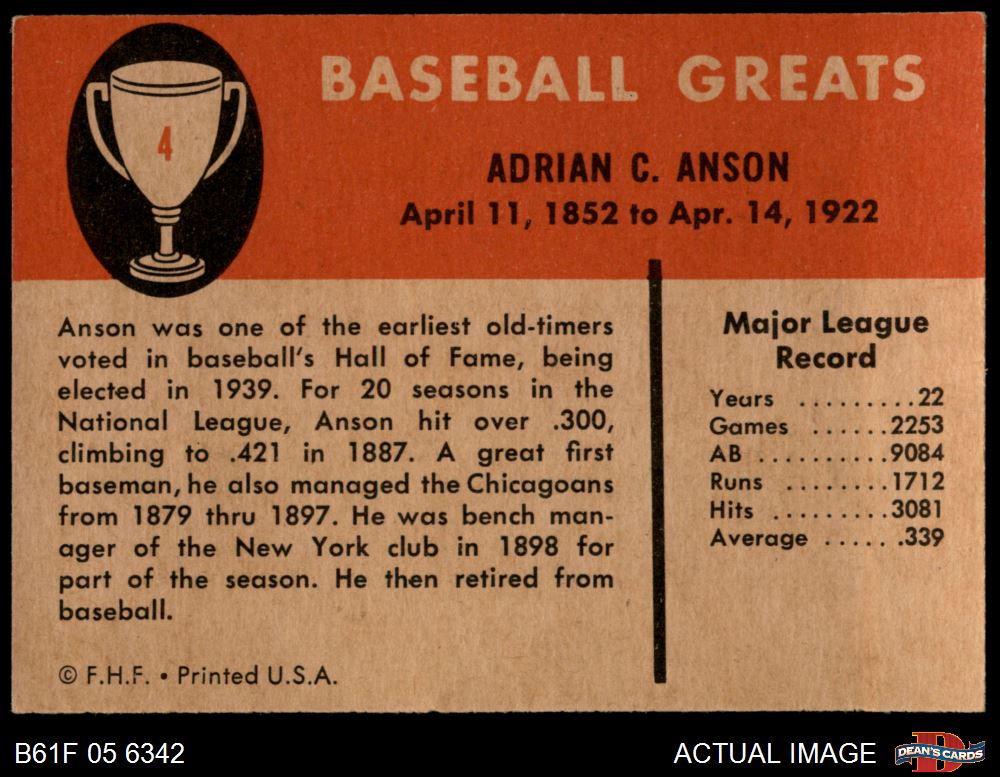 4
BASEBALL GREATS
ADRIAN C. ANSON
April 11, 1852 to Apr. 14, 1922
Anson was one of the earliest old-timers
voted in baseball's Hall of Fame, being
elected in 1939. For 20 seasons in the
National League, Anson hit over .300,
climbing to .421 in 1887. A great first
baseman, he also managed the Chicagoans
from 1879 thru 1897. He was bench man-
ager of the New York club in 1898 for
part of the season. He then retired from
baseball.
© F.H.F. • Printed U.S.A.
Major League
Record
Years .........22
Games ......2253
AB ..........9084
Runs ........1712
Hits .........3081
Average ...... .339
B61F 05 6342
ACTUAL IMAGE
D
DEAN'S CARDS